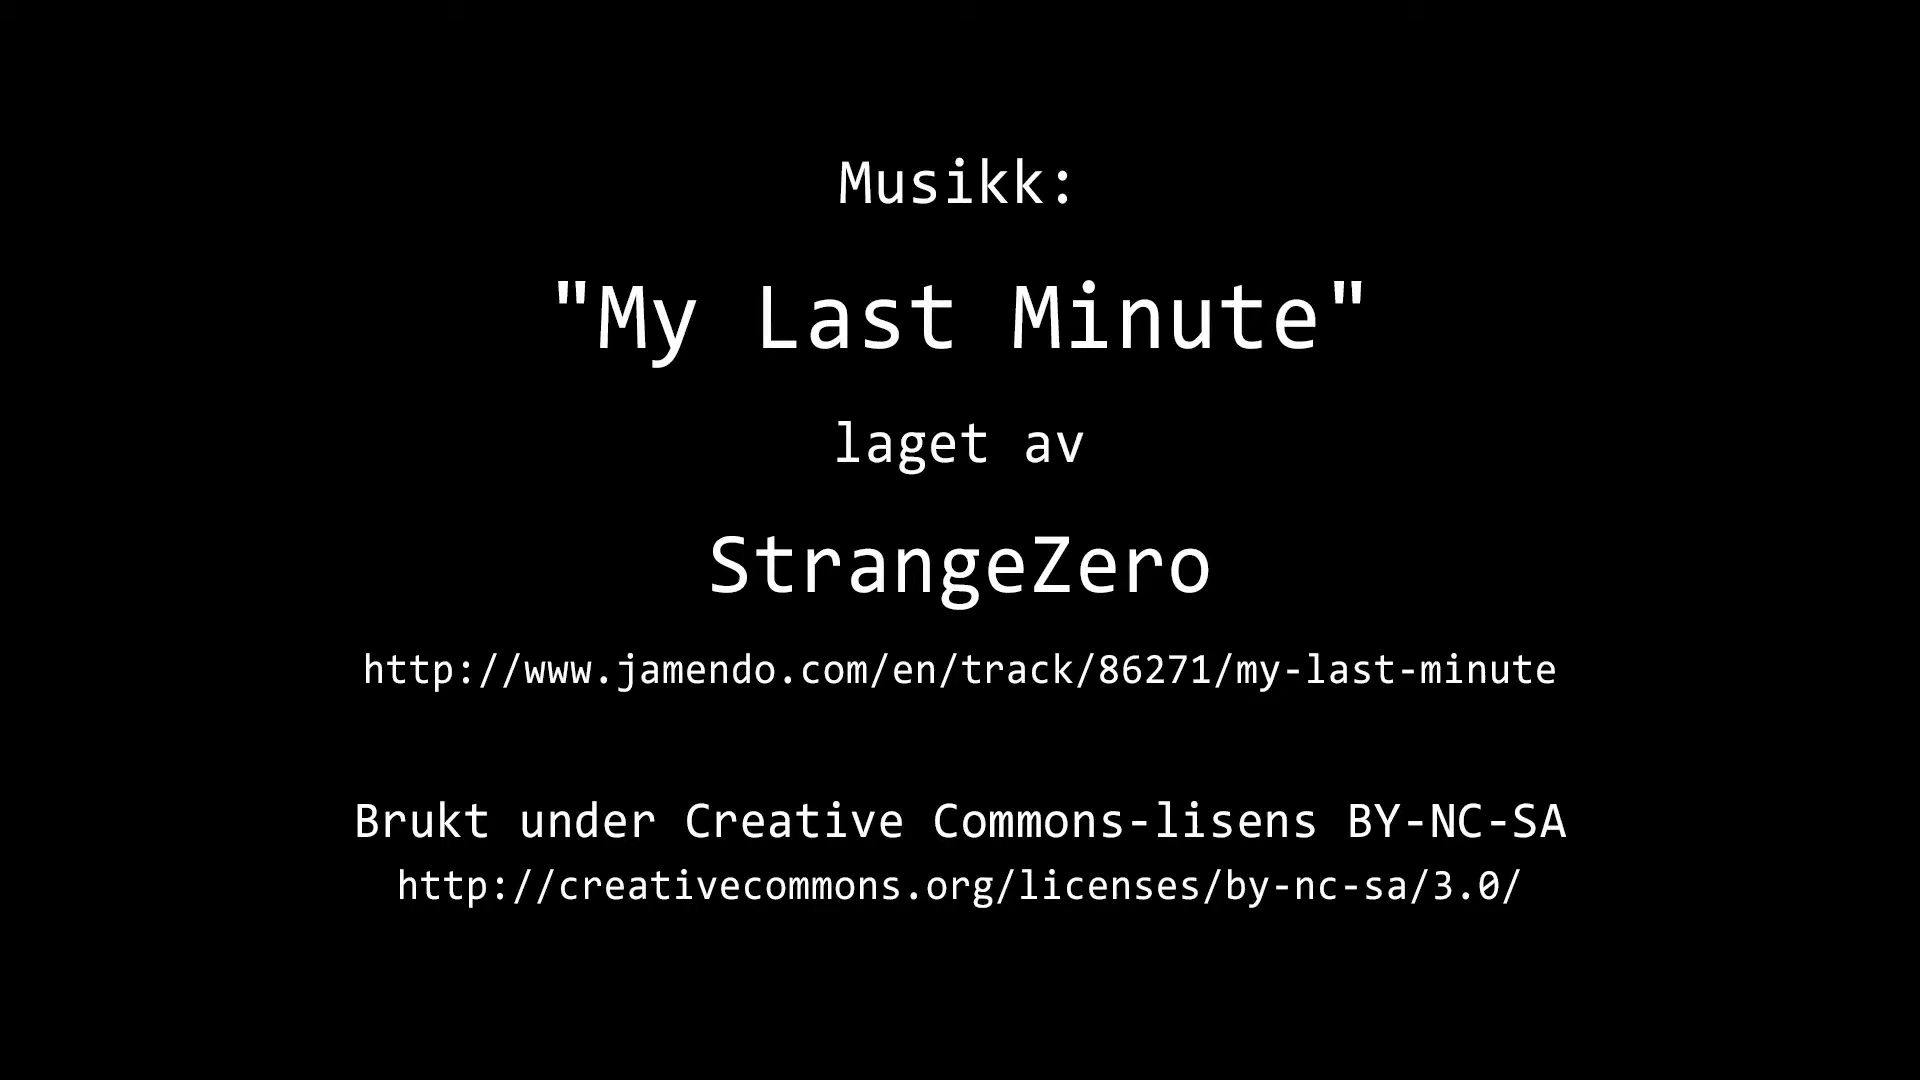 Musikk:
"My Last Minute"
laget av
StrangeZero
http://www.jamendo.com/en/track/86271/my-last-minute
Brukt under Creative Commons-lisens BY-NC-SA
http://creativecommons.org/licenses/by-nc-sa/3.0/